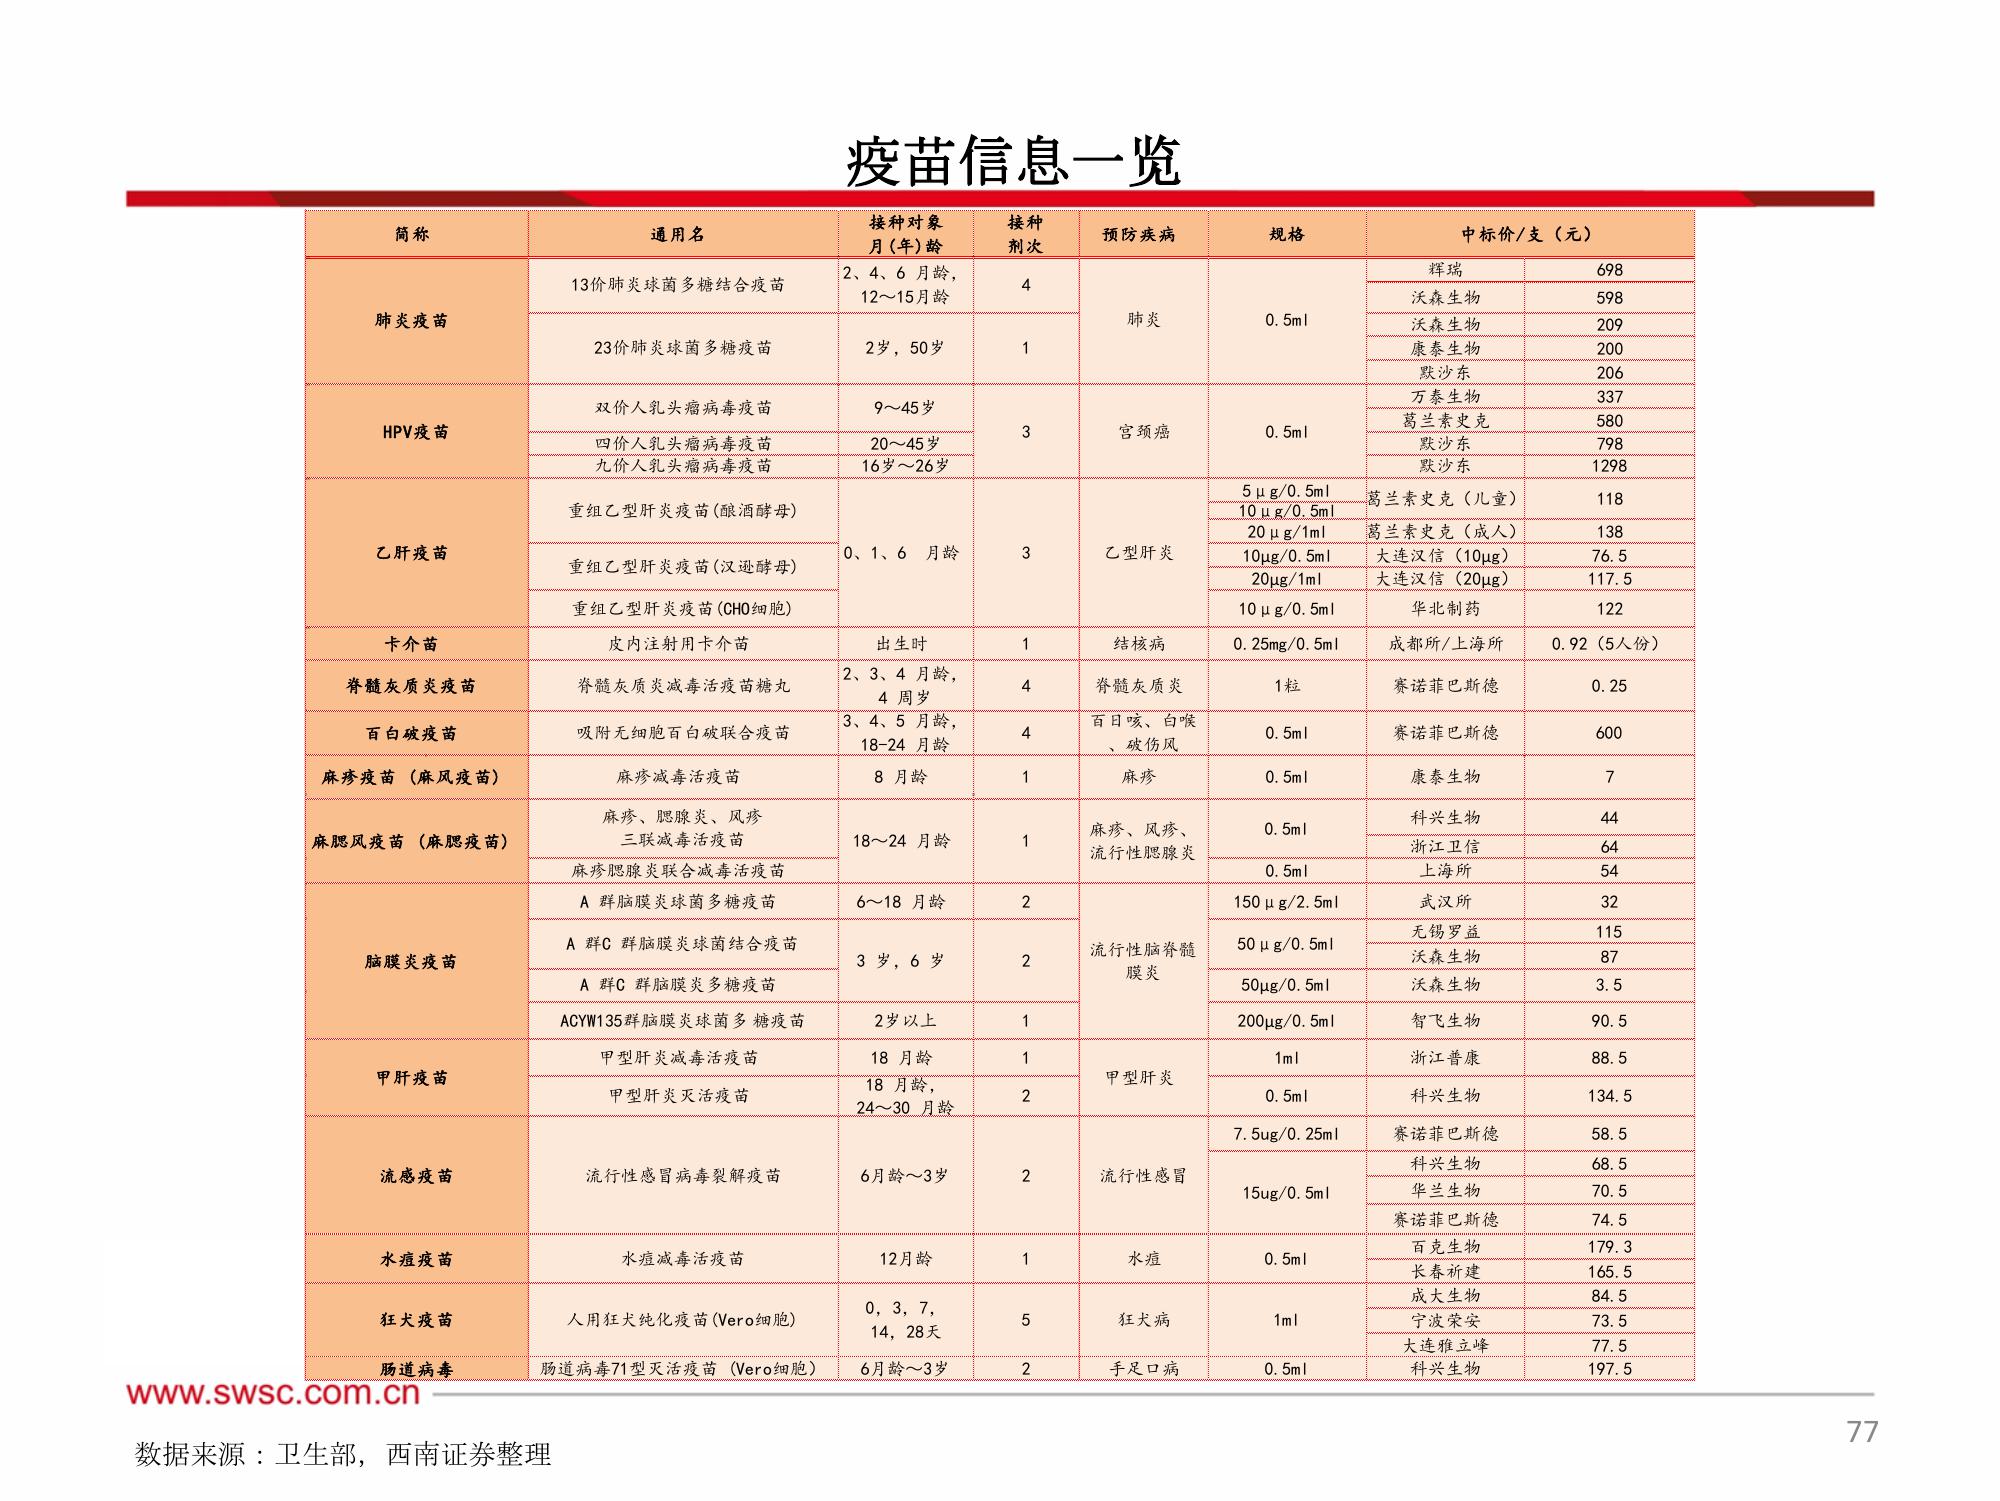 疫苗信息一览
简称 通用名 接种对象 月(年)龄 接种 剂次 预防疾病 规格 中标价/支（元）
肺炎疫苗 13价肺炎球菌多糖结合疫苗 2、4、6 月龄， 12～15月龄 4 肺炎 0.5ml 辉瑞 698
沃森生物 598
23价肺炎球菌多糖疫苗 2岁，50岁 1 沃森生物 209
康泰生物 200
默沙东 206
HPV疫苗 双价人乳头瘤病毒疫苗 9～45岁 3 宫颈癌 0.5ml 万泰生物 337
葛兰素史克 580
四价人乳头瘤病毒疫苗 20～45岁 默沙东 798
九价人乳头瘤病毒疫苗 16岁～26岁 默沙东 1298
乙肝疫苗 重组乙型肝炎疫苗(酿酒酵母) 0、1、6 月龄 3 乙型肝炎 5μg/0.5ml 葛兰素史克（儿童） 118
10μg/0.5ml
20μg/1ml 葛兰素史克（成人） 138
重组乙型肝炎疫苗(汉逊酵母) 10μg/0.5ml 大连汉信（10μg） 76.5
20μg/1ml 大连汉信（20μg） 117.5
重组乙型肝炎疫苗(CHO细胞) 10μg/0.5ml 华北制药 122
卡介苗 皮内注射用卡介苗 出生时 1 结核病 0.25mg/0.5ml 成都所/上海所 0.92（5人份）
脊髓灰质炎疫苗 脊髓灰质炎减毒活疫苗糖丸 2、3、4 月龄， 4 周岁 4 脊髓灰质炎 1粒 赛诺菲巴斯德 0.25
百白破疫苗 吸附无细胞百白破联合疫苗 3、4、5 月龄， 18-24 月龄 4 百日咳、白喉 、破伤风 0.5ml 赛诺菲巴斯德 600
麻疹疫苗（麻风疫苗） 麻疹减毒活疫苗 8 月龄 1 麻疹 0.5ml 康泰生物 7
麻腮风疫苗（麻腮疫苗） 麻疹、腮腺炎、风疹 三联减毒活疫苗 18～24 月龄 1 麻疹、风疹、 流行性腮腺炎 0.5ml 科兴生物 44
浙江卫信 64
麻疹腮腺炎联合减毒活疫苗 0.5ml 上海所 54
脑膜炎疫苗 A 群脑膜炎球菌多糖疫苗 6～18 月龄 2 流行性脑脊髓 膜炎 150μg/2.5ml 武汉所 32
A 群C 群脑膜炎球菌结合疫苗 3 岁，6 岁 2 50μg/0.5ml 无锡罗益 115
沃森生物 87
A 群C 群脑膜炎多糖疫苗 50μg/0.5ml 沃森生物 3.5
ACYW135群脑膜炎球菌多 糖疫苗 2岁以上 1 200μg/0.5ml 智飞生物 90.5
甲肝疫苗 甲型肝炎减毒活疫苗 18 月龄 1 甲型肝炎 1ml 浙江普康 88.5
甲型肝炎灭活疫苗 18 月龄， 24～30 月龄 2 0.5ml 科兴生物 134.5
流感疫苗 流行性感冒病毒裂解疫苗 6月龄～3岁 2 流行性感冒 7.5ug/0.25ml 赛诺菲巴斯德 58.5
15ug/0.5ml 科兴生物 68.5
华兰生物 70.5
赛诺菲巴斯德 74.5
水痘疫苗 水痘减毒活疫苗 12月龄 1 水痘 0.5ml 百克生物 179.3
长春祈建 165.5
狂犬疫苗 人用狂犬纯化疫苗(Vero细胞) 0，3，7， 14，28天 5 狂犬病 1ml 成大生物 84.5
宁波荣安 73.5
大连雅立峰 77.5
肠道病毒 肠道病毒71型灭活疫苗（Vero细胞） 6月龄～3岁 2 手足口病 0.5ml 科兴生物 197.5
www.swsc.com.cn
77
数据来源：卫生部，西南证券整理